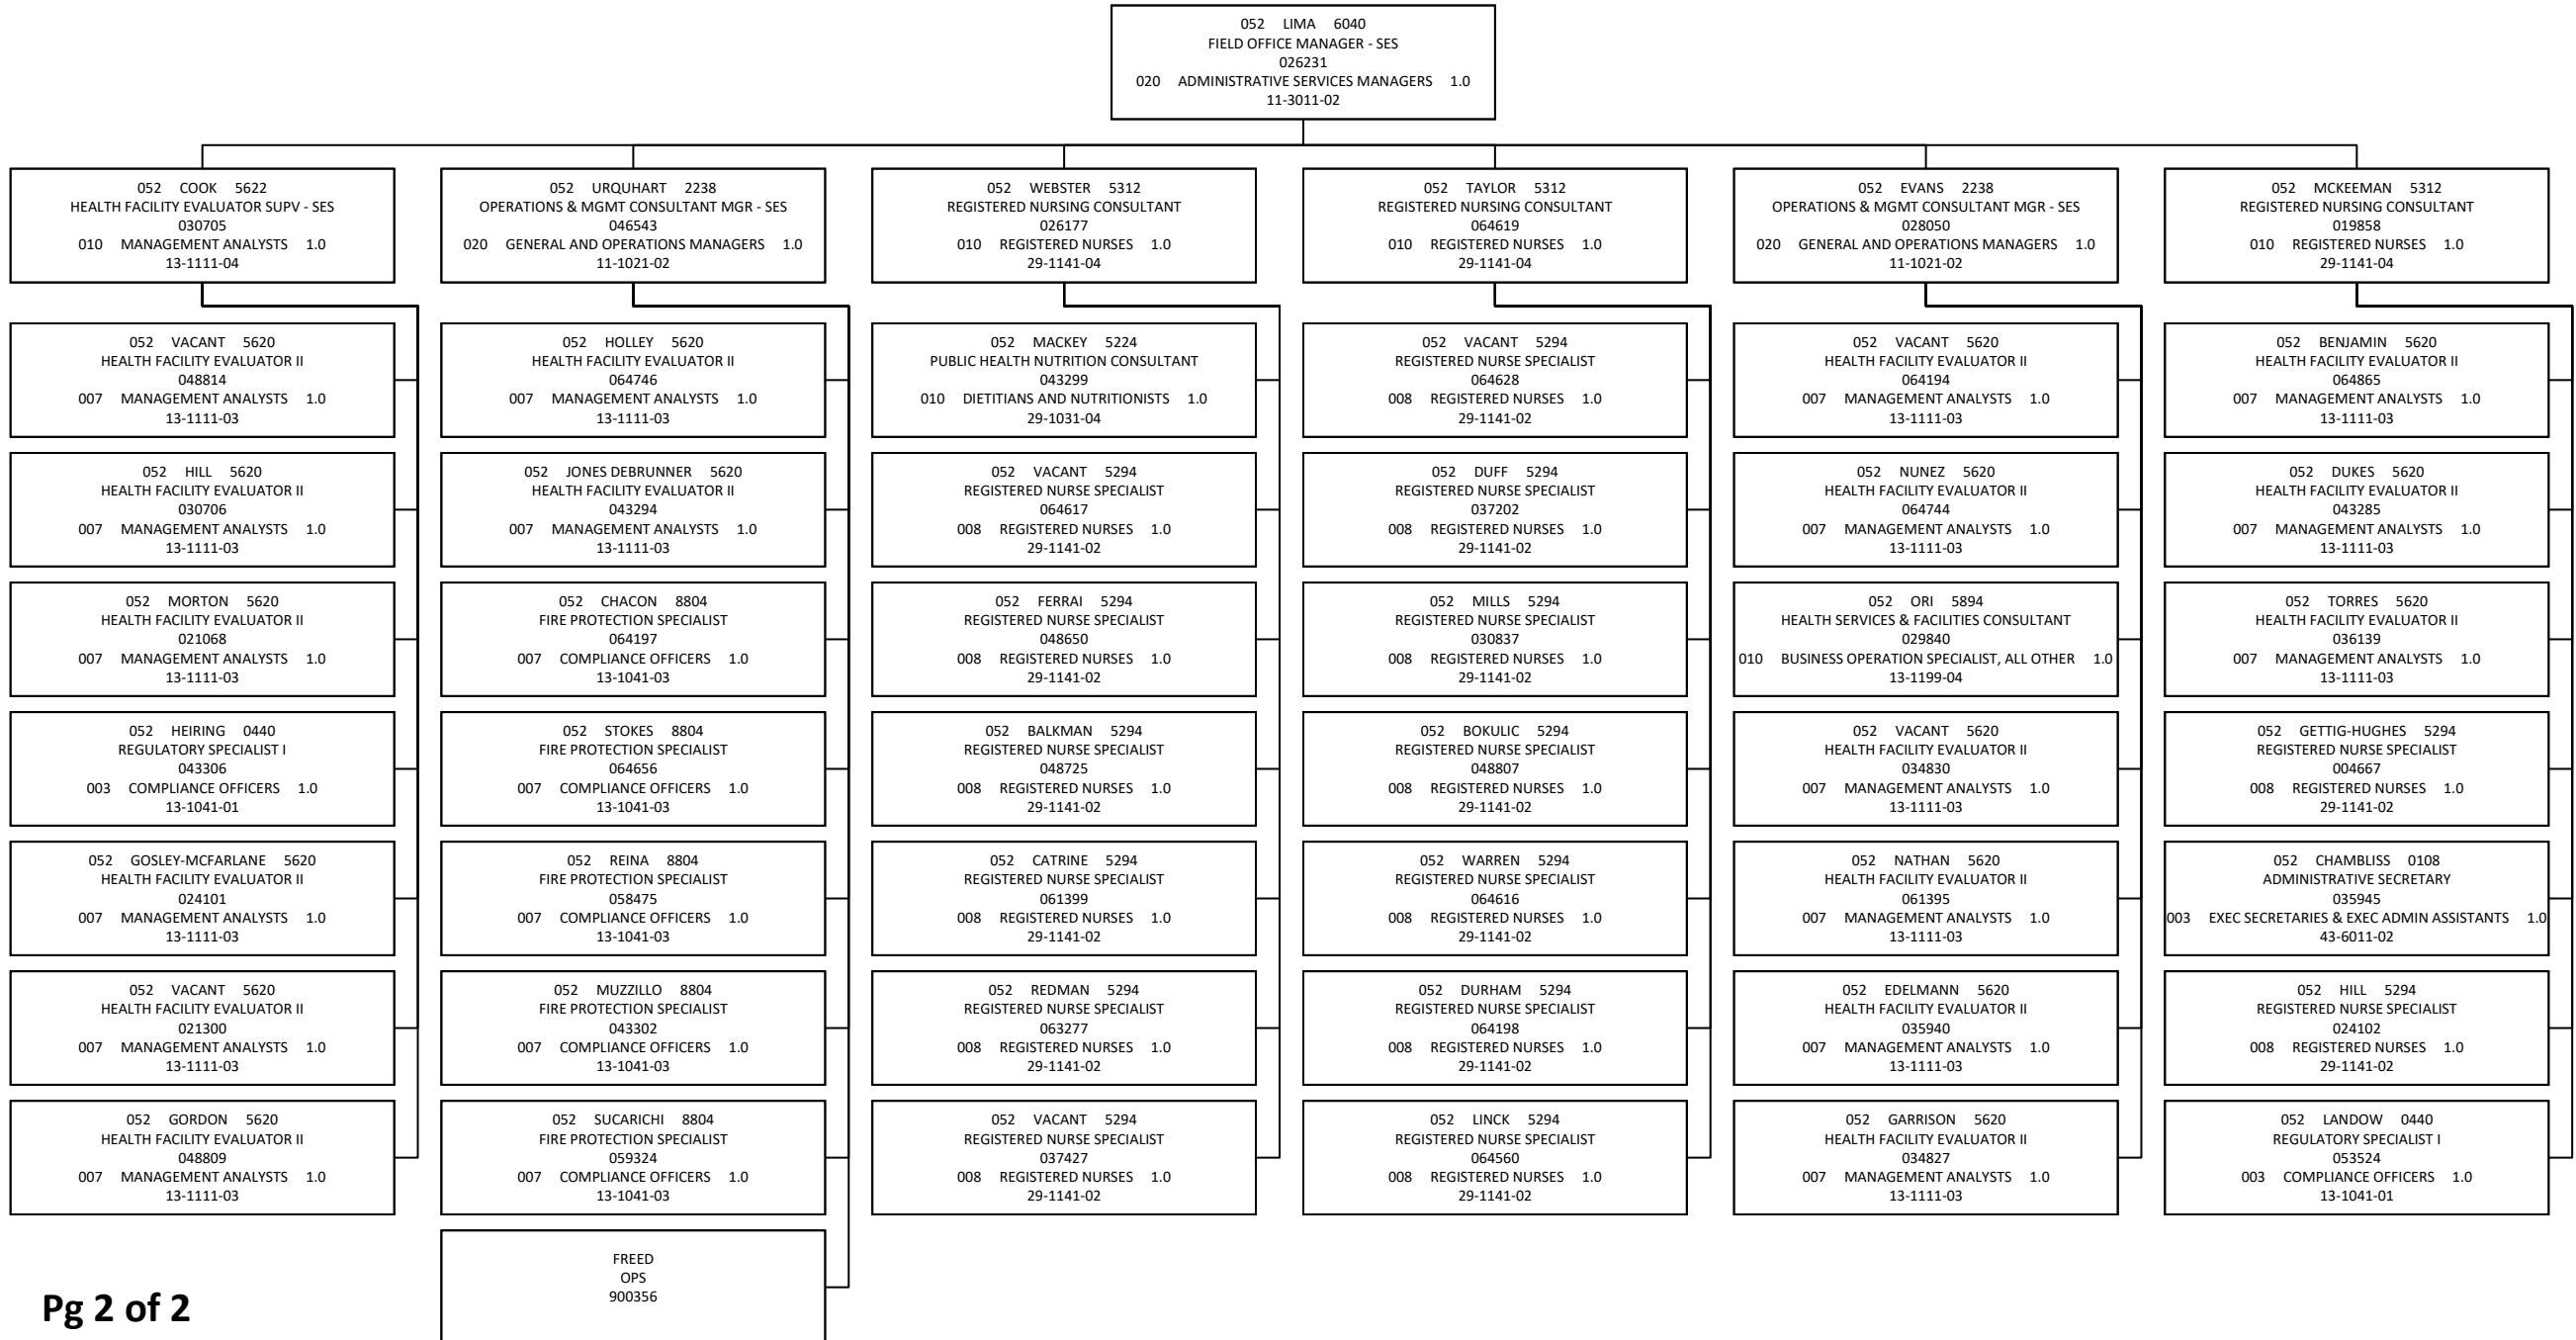 052 LIMA 6040
FIELD OFFICE MANAGER - SES
026231
020 ADMINISTRATIVE SERVICES MANAGERS 1.0
11-3011-02
052 COOK 5622
HEALTH FACILITY EVALUATOR SUPV - SES
030705
010 MANAGEMENT ANALYSTS 1.0
13-1111-04
052 VACANT 5620
HEALTH FACILITY EVALUATOR II
048814
007 MANAGEMENT ANALYSTS 1.0
13-1111-03
052 HILL 5620
HEALTH FACILITY EVALUATOR II
030706
007 MANAGEMENT ANALYSTS 1.0
13-1111-03
052 MORTON 5620
HEALTH FACILITY EVALUATOR II
021068
007 MANAGEMENT ANALYSTS 1.0
13-1111-03
052 HEIRING 0440
REGULATORY SPECIALIST I
043306
003 COMPLIANCE OFFICERS 1.0
13-1041-01
052 GOSLEY-MCFARLANE 5620
HEALTH FACILITY EVALUATOR II
024101
007 MANAGEMENT ANALYSTS 1.0
13-1111-03
052 VACANT 5620
HEALTH FACILITY EVALUATOR II
021300
007 MANAGEMENT ANALYSTS 1.0
13-1111-03
052 GORDON 5620
HEALTH FACILITY EVALUATOR II
048809
007 MANAGEMENT ANALYSTS 1.0
13-1111-03
052 URQUHART 2238
OPERATIONS & MGMT CONSULTANT MGR - SES
046543
020 GENERAL AND OPERATIONS MANAGERS 1.0
11-1021-02
052 HOLLEY 5620
HEALTH FACILITY EVALUATOR II
064746
007 MANAGEMENT ANALYSTS 1.0
13-1111-03
052 JONES DEBRUNNER 5620
HEALTH FACILITY EVALUATOR II
043294
007 MANAGEMENT ANALYSTS 1.0
13-1111-03
052 CHACON 8804
FIRE PROTECTION SPECIALIST
064197
007 COMPLIANCE OFFICERS 1.0
13-1041-03
052 STOKES 8804
FIRE PROTECTION SPECIALIST
064656
007 COMPLIANCE OFFICERS 1.0
13-1041-03
052 REINA 8804
FIRE PROTECTION SPECIALIST
058475
007 COMPLIANCE OFFICERS 1.0
13-1041-03
052 MUZZILLO 8804
FIRE PROTECTION SPECIALIST
043302
007 COMPLIANCE OFFICERS 1.0
13-1041-03
052 SUCARICHI 8804
FIRE PROTECTION SPECIALIST
059324
007 COMPLIANCE OFFICERS 1.0
13-1041-03
FREED
OPS
900356
052 WEBSTER 5312
REGISTERED NURSING CONSULTANT
026177
010 REGISTERED NURSES 1.0
29-1141-04
052 MACKEY 5224
PUBLIC HEALTH NUTRITION CONSULTANT
043299
010 DIETITIANS AND NUTRITIONISTS 1.0
29-1031-04
052 VACANT 5294
REGISTERED NURSE SPECIALIST
064617
008 REGISTERED NURSES 1.0
29-1141-02
052 FERRAI 5294
REGISTERED NURSE SPECIALIST
048650
008 REGISTERED NURSES 1.0
29-1141-02
052 BALKMAN 5294
REGISTERED NURSE SPECIALIST
048725
008 REGISTERED NURSES 1.0
29-1141-02
052 CATRINE 5294
REGISTERED NURSE SPECIALIST
061399
008 REGISTERED NURSES 1.0
29-1141-02
052 REDMAN 5294
REGISTERED NURSE SPECIALIST
063277
008 REGISTERED NURSES 1.0
29-1141-02
052 VACANT 5294
REGISTERED NURSE SPECIALIST
037427
008 REGISTERED NURSES 1.0
29-1141-02
052 TAYLOR 5312
REGISTERED NURSING CONSULTANT
064619
010 REGISTERED NURSES 1.0
29-1141-04
052 VACANT 5294
REGISTERED NURSE SPECIALIST
064628
008 REGISTERED NURSES 1.0
29-1141-02
052 DUFF 5294
REGISTERED NURSE SPECIALIST
037202
008 REGISTERED NURSES 1.0
29-1141-02
052 MILLS 5294
REGISTERED NURSE SPECIALIST
030837
008 REGISTERED NURSES 1.0
29-1141-02
052 BOKULIC 5294
REGISTERED NURSE SPECIALIST
048807
008 REGISTERED NURSES 1.0
29-1141-02
052 WARREN 5294
REGISTERED NURSE SPECIALIST
064616
008 REGISTERED NURSES 1.0
29-1141-02
052 DURHAM 5294
REGISTERED NURSE SPECIALIST
064198
008 REGISTERED NURSES 1.0
29-1141-02
052 LINCK 5294
REGISTERED NURSE SPECIALIST
064560
008 REGISTERED NURSES 1.0
29-1141-02
052 EVANS 2238
OPERATIONS & MGMT CONSULTANT MGR - SES
028050
020 GENERAL AND OPERATIONS MANAGERS 1.0
11-1021-02
052 VACANT 5620
HEALTH FACILITY EVALUATOR II
064194
007 MANAGEMENT ANALYSTS 1.0
13-1111-03
052 NUNEZ 5620
HEALTH FACILITY EVALUATOR II
064744
007 MANAGEMENT ANALYSTS 1.0
13-1111-03
052 ORI 5894
HEALTH SERVICES & FACILITIES CONSULTANT
029840
010 BUSINESS OPERATION SPECIALIST, ALL OTHER 1.0
13-1199-04
052 VACANT 5620
HEALTH FACILITY EVALUATOR II
034830
007 MANAGEMENT ANALYSTS 1.0
13-1111-03
052 NATHAN 5620
HEALTH FACILITY EVALUATOR II
061395
007 MANAGEMENT ANALYSTS 1.0
13-1111-03
052 EDELMANN 5620
HEALTH FACILITY EVALUATOR II
035940
007 MANAGEMENT ANALYSTS 1.0
13-1111-03
052 GARRISON 5620
HEALTH FACILITY EVALUATOR II
034827
007 MANAGEMENT ANALYSTS 1.0
13-1111-03
052 MCKEEMAN 5312
REGISTERED NURSING CONSULTANT
019858
010 REGISTERED NURSES 1.0
29-1141-04
052 BENJAMIN 5620
HEALTH FACILITY EVALUATOR II
064865
007 MANAGEMENT ANALYSTS 1.0
13-1111-03
052 DUKES 5620
HEALTH FACILITY EVALUATOR II
043285
007 MANAGEMENT ANALYSTS 1.0
13-1111-03
052 TORRES 5620
HEALTH FACILITY EVALUATOR II
036139
007 MANAGEMENT ANALYSTS 1.0
13-1111-03
052 GETTIG-HUGHES 5294
REGISTERED NURSE SPECIALIST
004667
008 REGISTERED NURSES 1.0
29-1141-02
052 CHAMBLISS 0108
ADMINISTRATIVE SECRETARY
035945
003 EXEC SECRETARIES & EXEC ADMIN ASSISTANTS 1.0
43-6011-02
052 HILL 5294
REGISTERED NURSE SPECIALIST
024102
008 REGISTERED NURSES 1.0
29-1141-02
052 LANDOW 0440
REGULATORY SPECIALIST I
053524
003 COMPLIANCE OFFICERS 1.0
13-1041-01
Pg 2 of 2